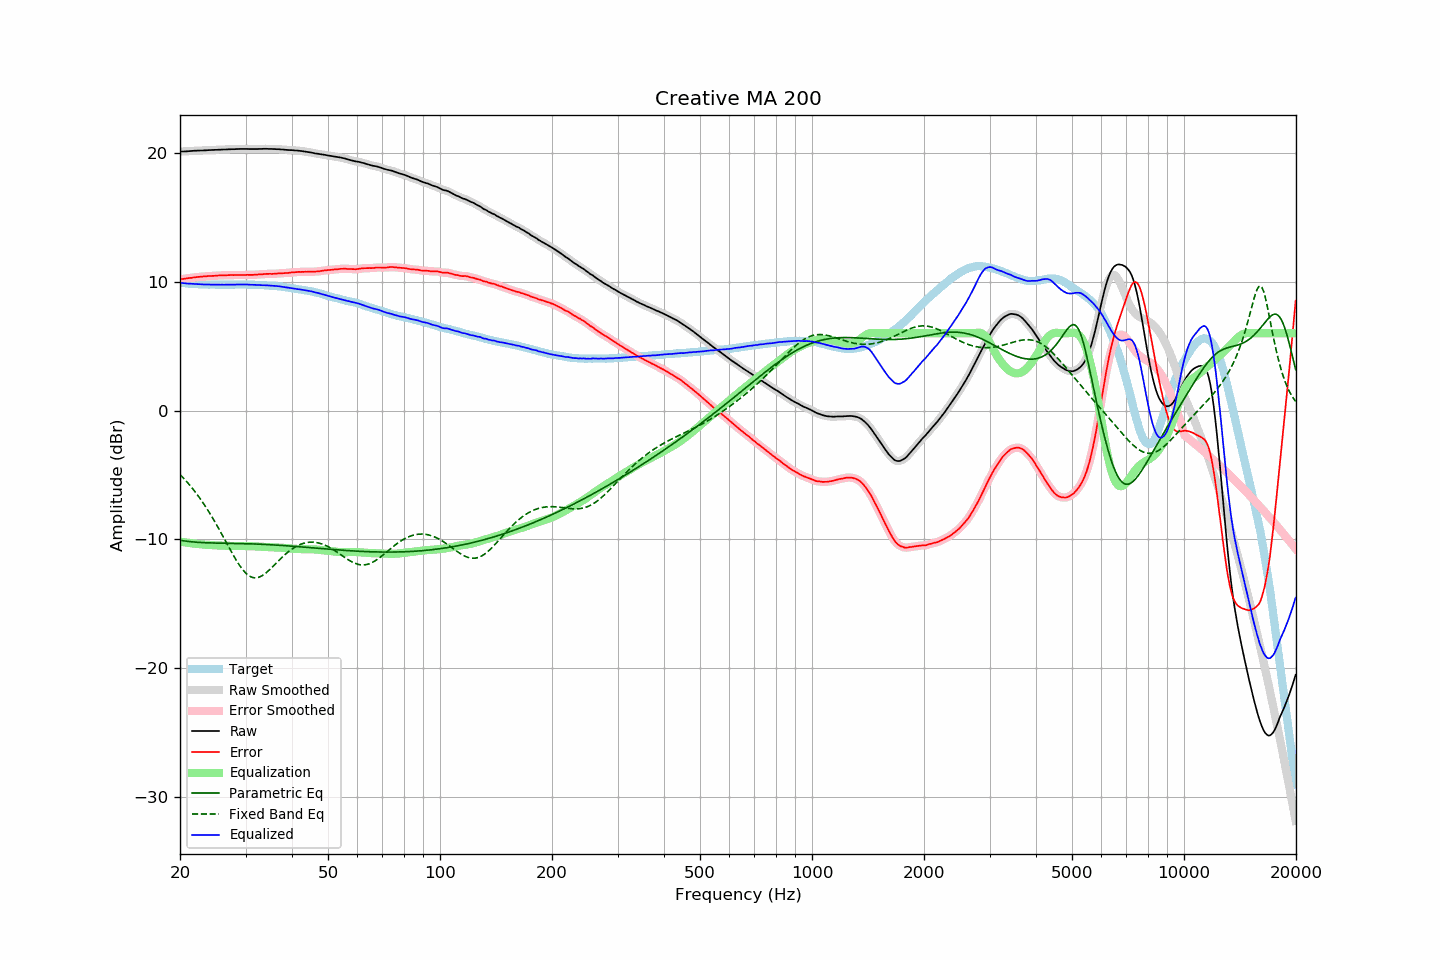 Creative MA 200
Amplitude (dBr)
20
10
0
−10
−20
−30
Target
Raw Smoothed
Error Smoothed
Raw
Error
Equalization
Parametric Eq
Fixed Band Eq
Equalized
20 50 100 200 500 1000 2000 5000 10000 20000
Frequency (Hz)